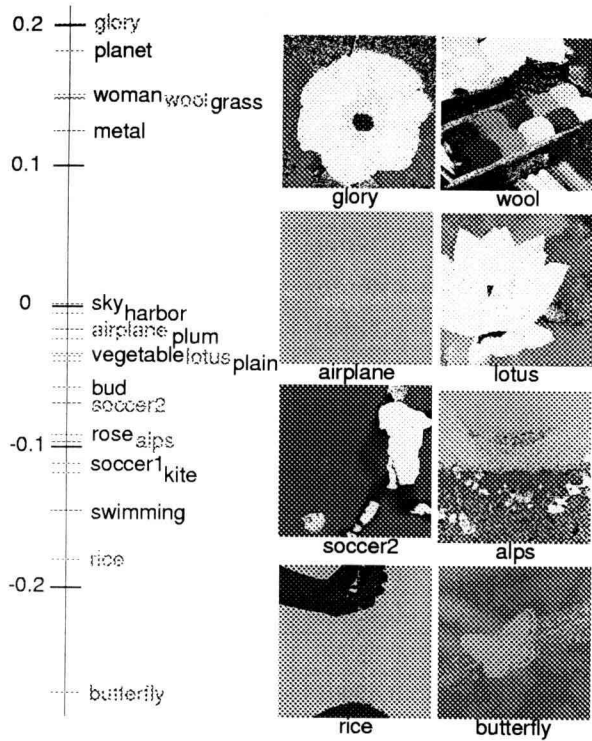 0.2
glory
planet
woman wool grass
metal
0.1
glory
wool
0
sky harbor
airplane plum
vegetable lotus plain
airplane
lotus
bud
soccer2
rose alps
-0.1
soccer1 kite
swimming
soccer2
alps
rice
-0.2
butterfly
rice
butterfly